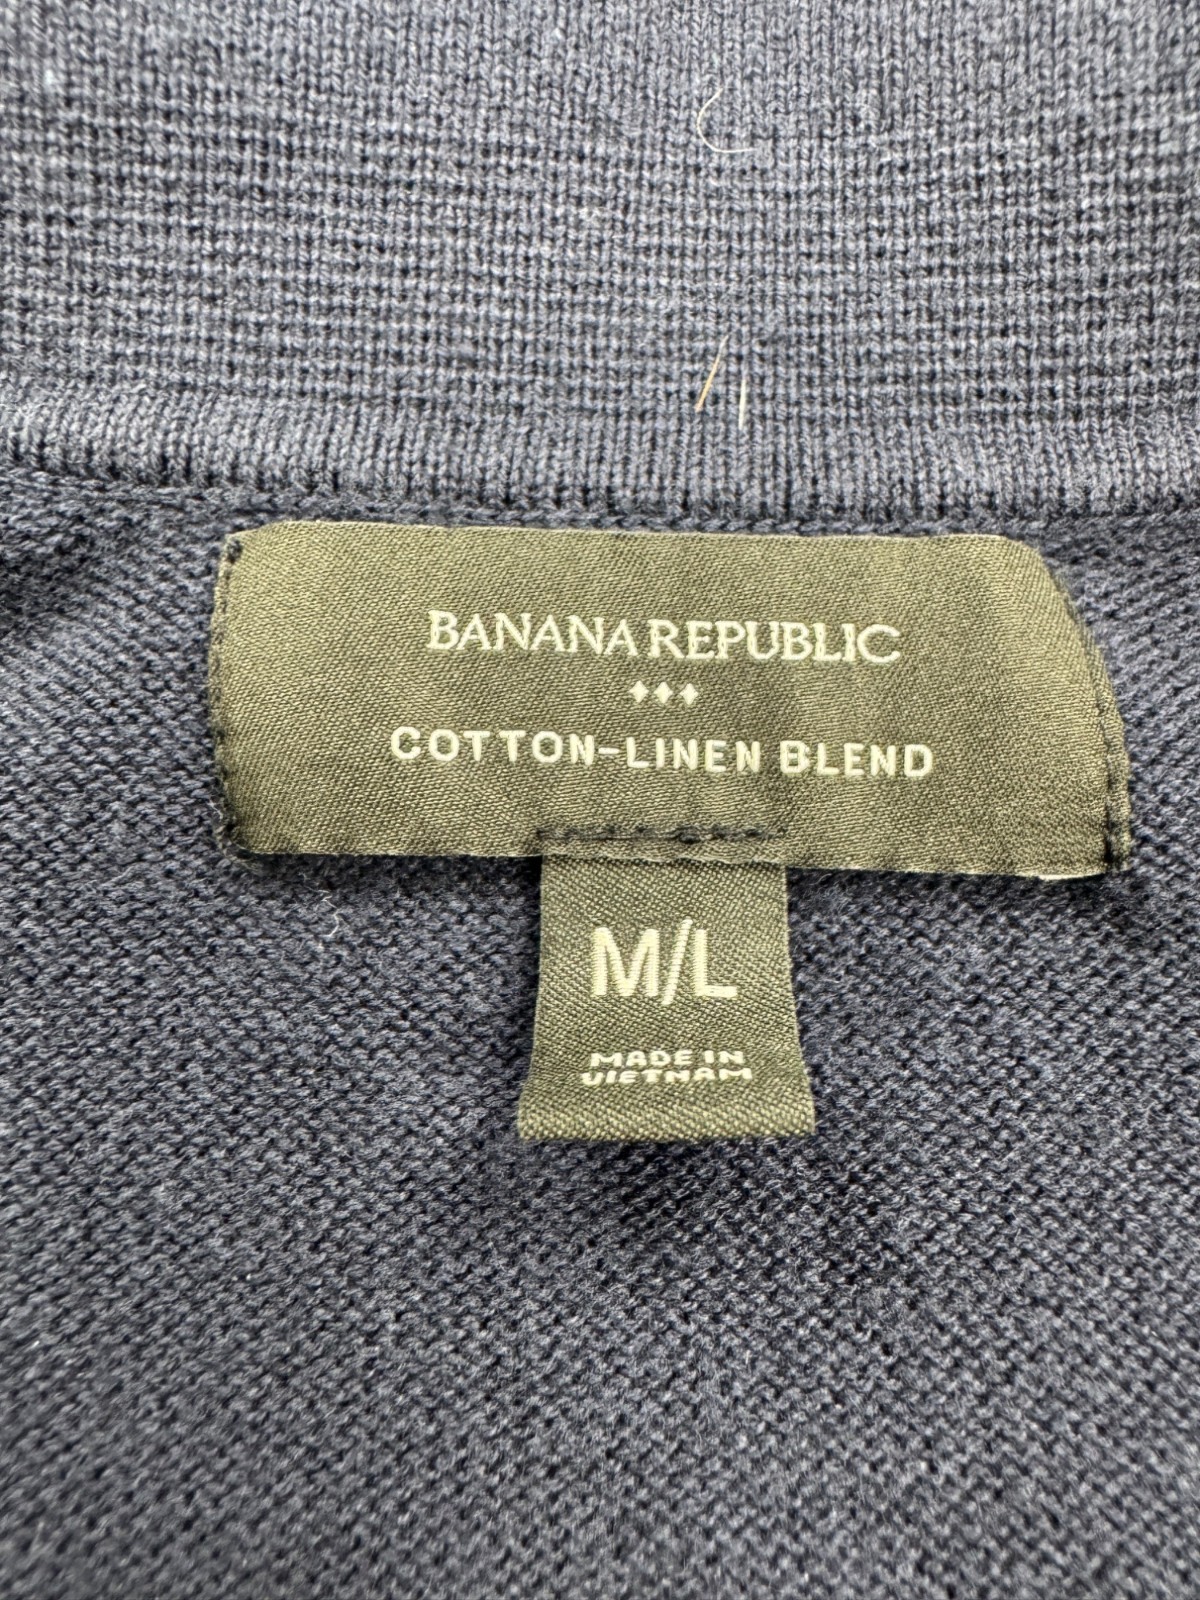 BANANA REPUBLIC
COTTON-LINEN BLEND
M/L
MADE IN
VIETNAM